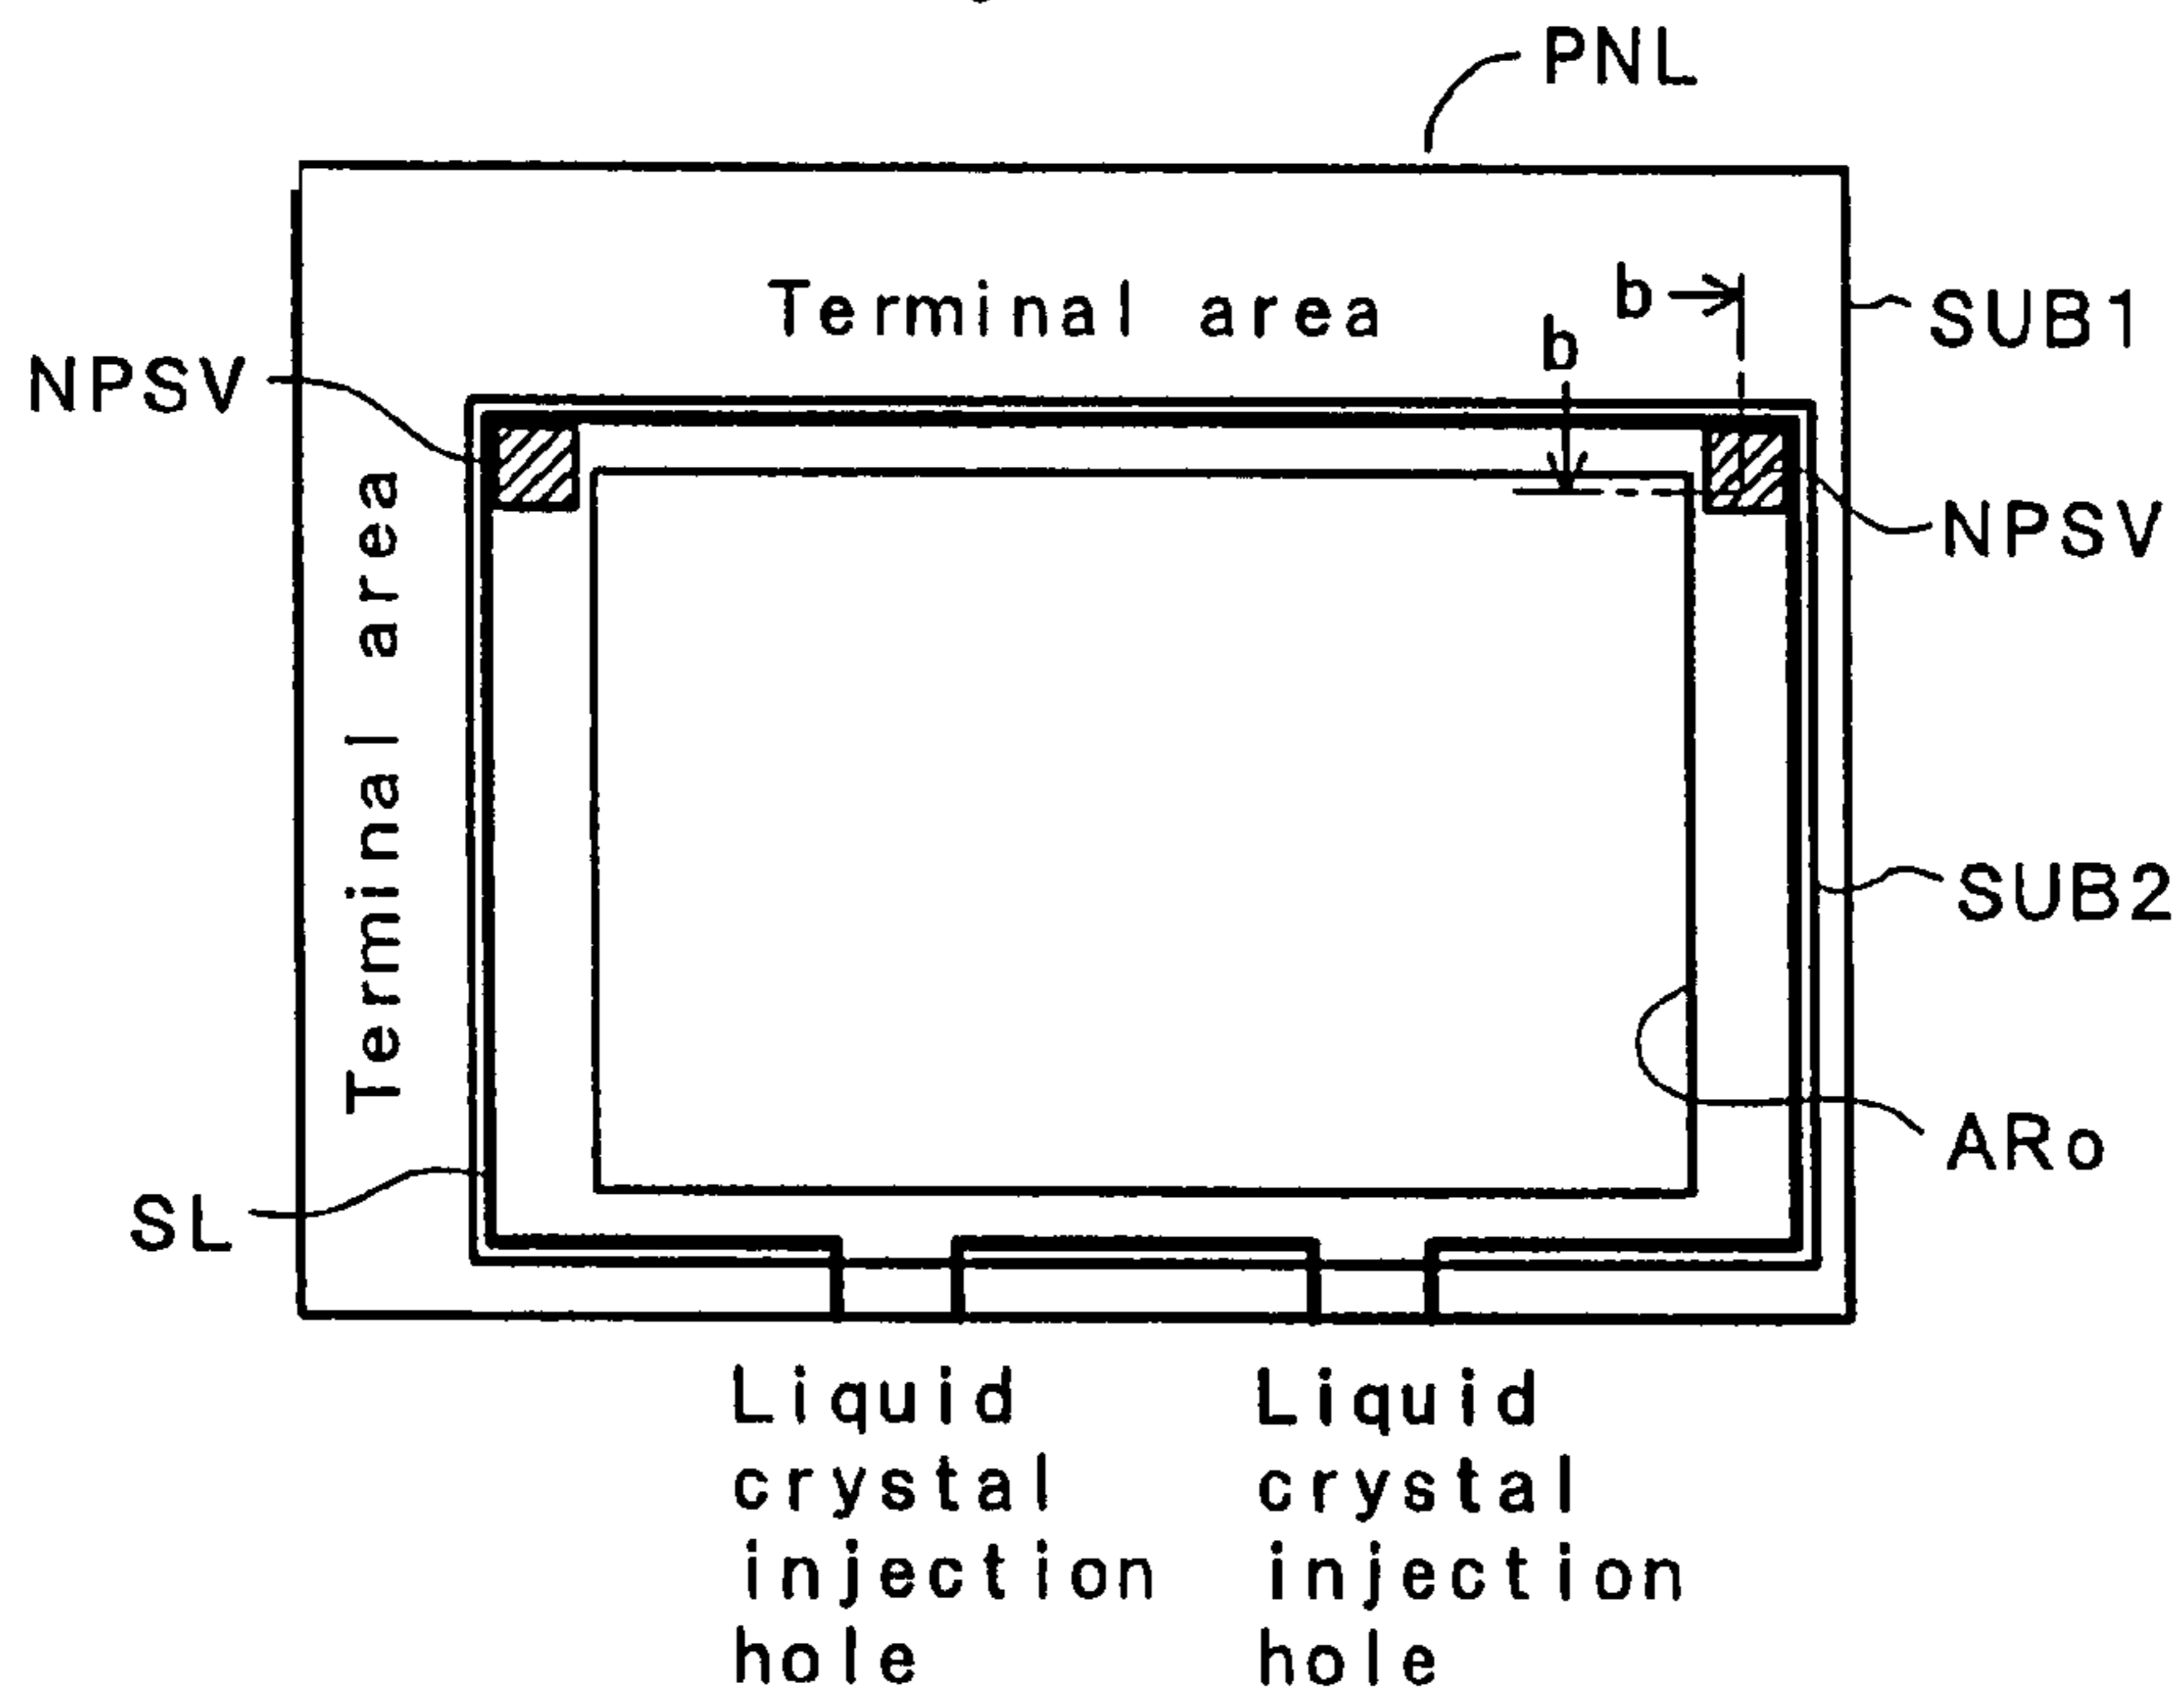 PNL
Terminal area
b
SUB1
b
NPSV
NPSV
Terminal area
SUB2
ARo
SL
Liquid
crystal
injection
hole
Liquid
crystal
injection
hole